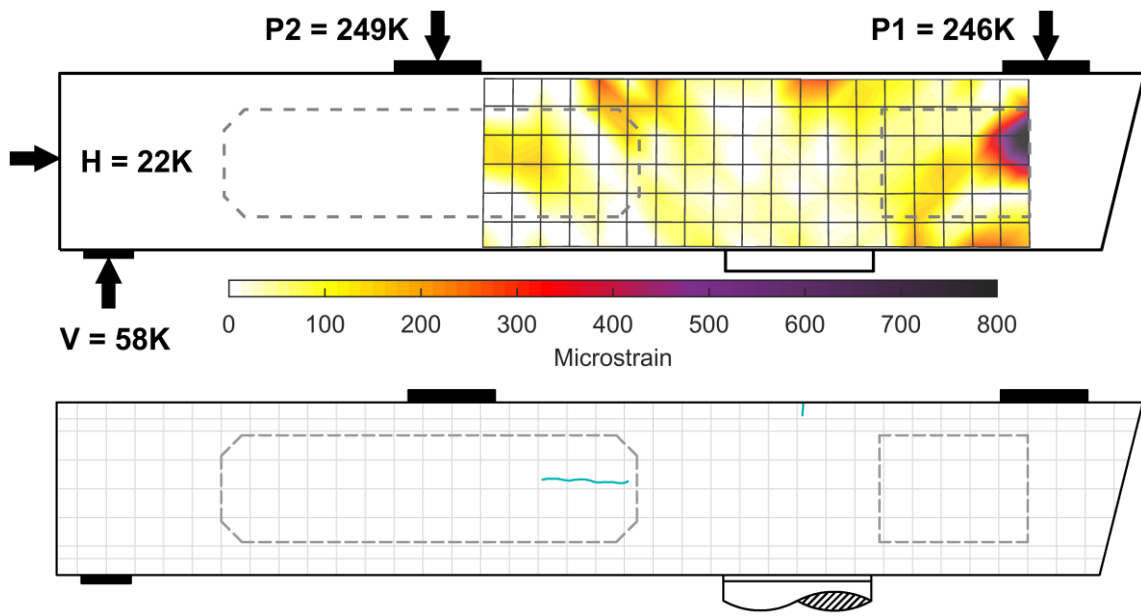 P2 = 249K
P1 = 246K
H = 22K
V = 58K
0 100 200 300 400 500 600 700 800
Microstrain